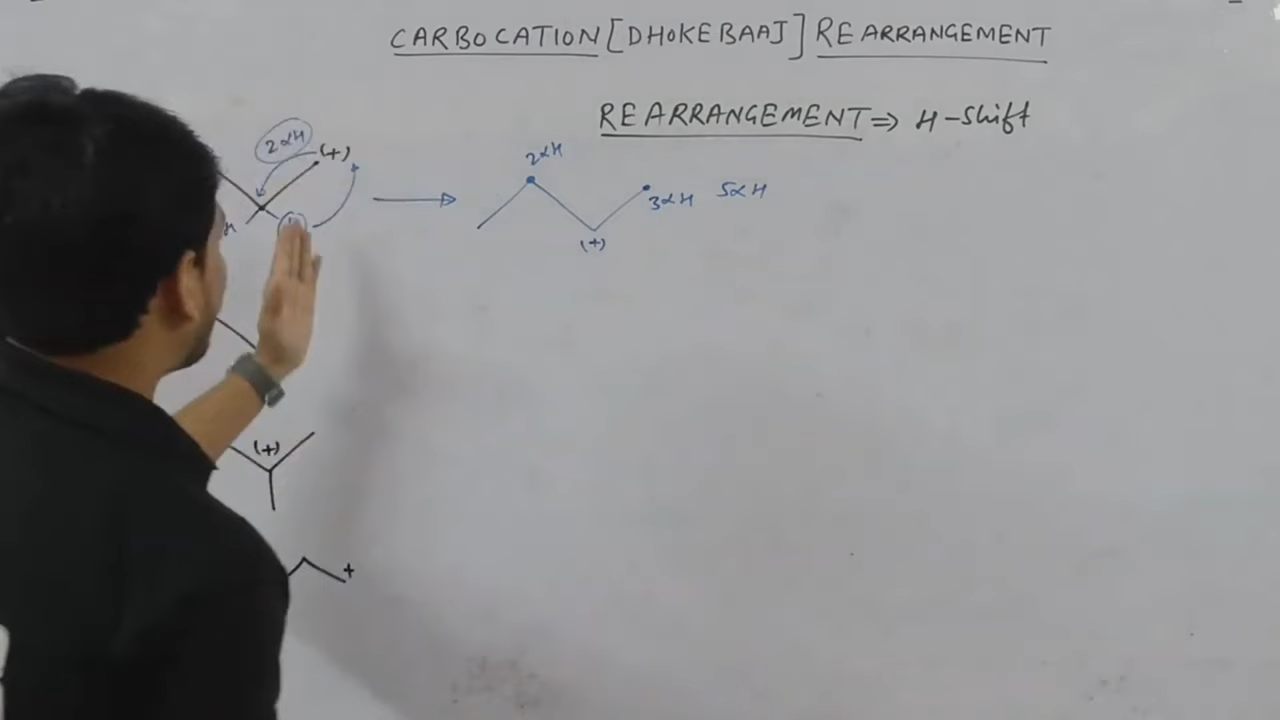 CARBOCATION [DHOKEBAAJ] REARRANGEMENT
REARRANGEMENT ⇒ H-Shift
2αH (+)
H
2αH
3αH 5αH
(+)
(+)
+